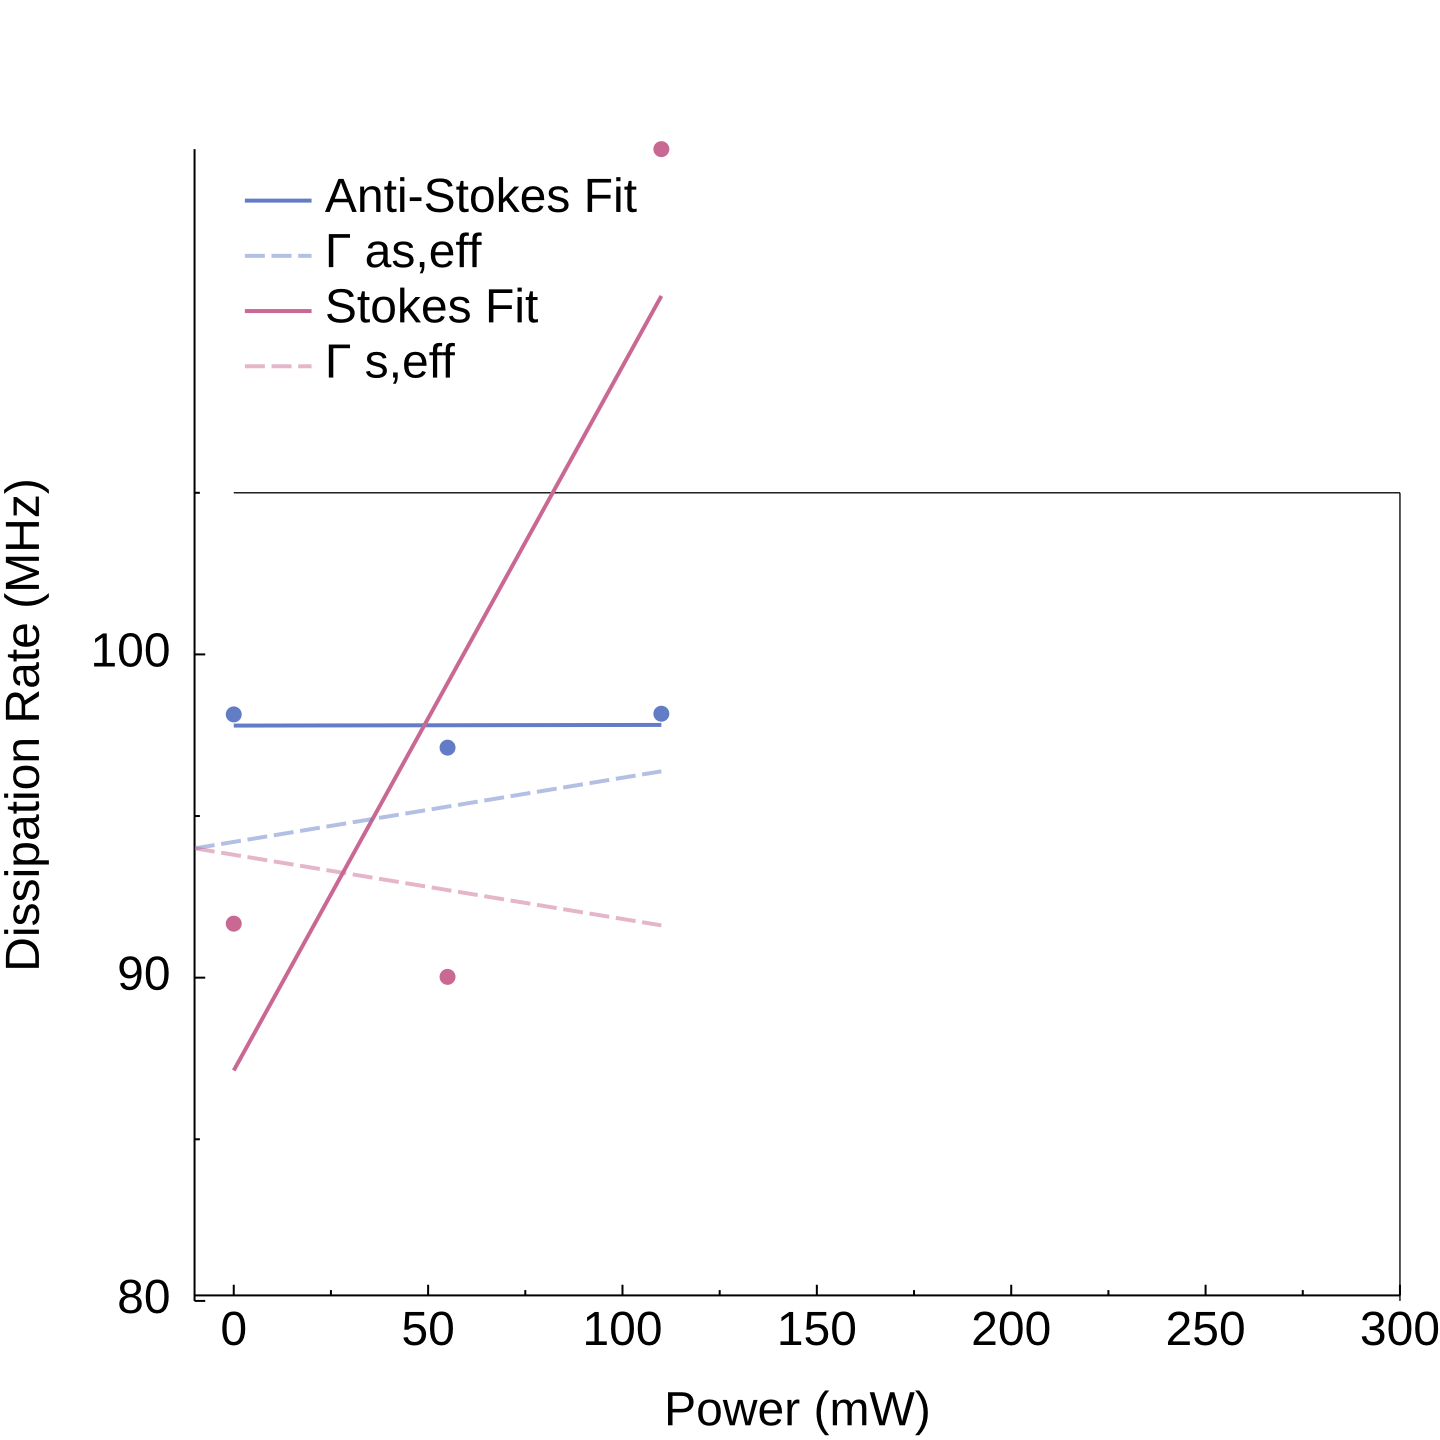 Anti-Stokes Fit
Γ as,eff
Stokes Fit
Γ s,eff
Dissipation Rate (MHz)
100
90
80
0 50 100 150 200 250 300
Power (mW)